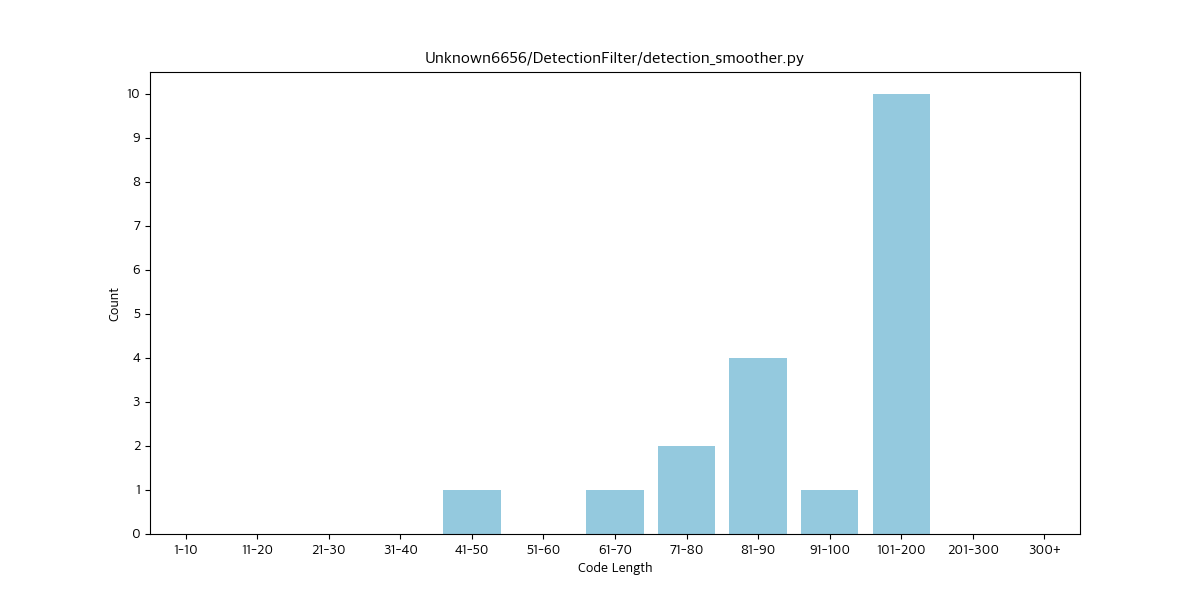 Unknown6656/DetectionFilter/detection_smoother.py
Count
10
9
8
7
6
5
4
3
2
1
0
1-10 11-20 21-30 31-40 41-50 51-60 61-70 71-80 81-90 91-100 101-200 201-300 300+
Code Length